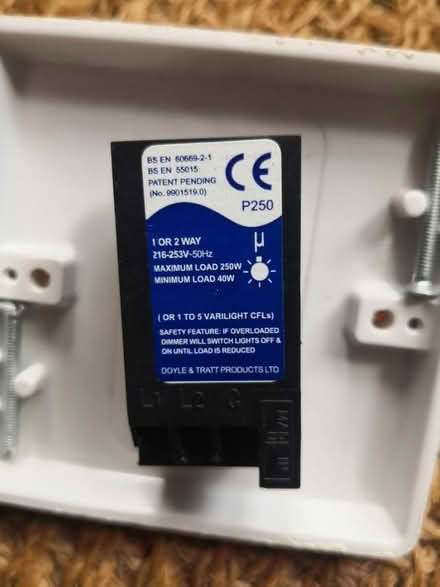 BS EN 60669-2-1
BS EN 55015
PATENT PENDING
(No. 9901519.0)
CE
P250
1 OR 2 WAY
216-253V~50Hz
µ
MAXIMUM LOAD 250W
MINIMUM LOAD 40W
( OR 1 TO 5 VARILIGHT CFLs)
SAFETY FEATURE: IF OVERLOADED
DIMMER WILL SWITCH LIGHTS OFF &
ON UNTIL LOAD IS REDUCED
DOYLE & TRATT PRODUCTS LTD
L1 L2 C